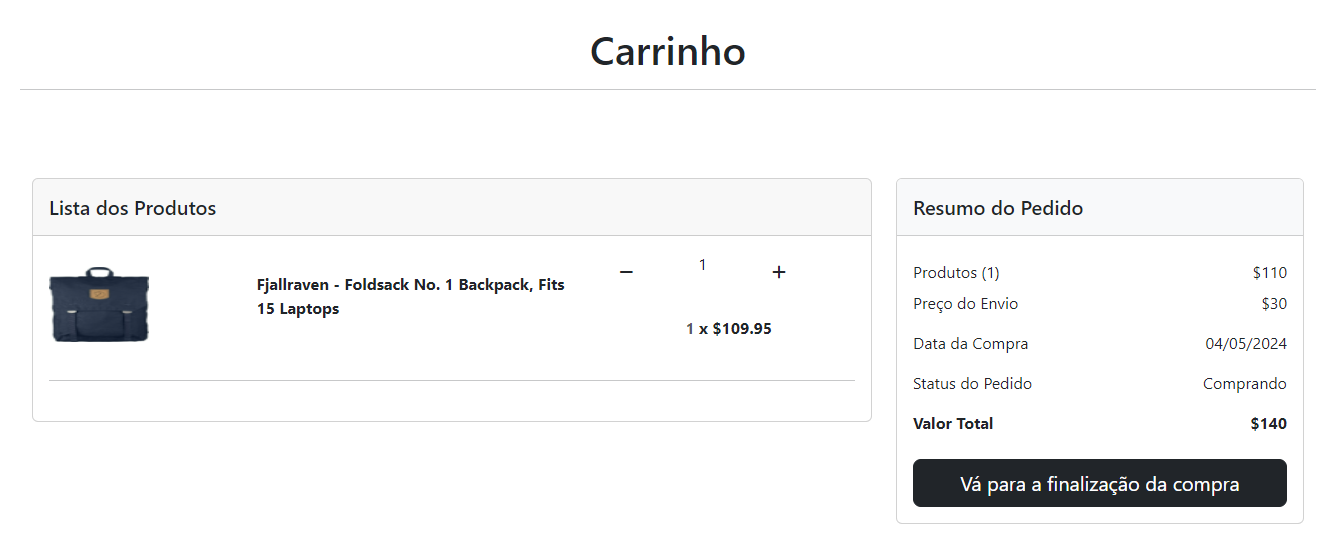 Carrinho
Lista dos Produtos
Fjallraven - Foldsack No. 1 Backpack, Fits
15 Laptops
− 1 +
1 x $109.95
Resumo do Pedido
Produtos (1) $110
Preço do Envio $30
Data da Compra 04/05/2024
Status do Pedido Comprando
Valor Total $140
Vá para a finalização da compra